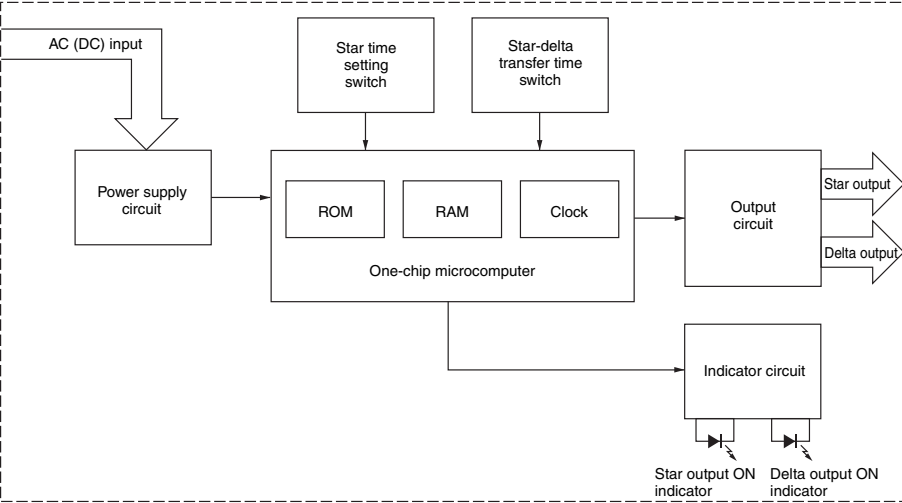 AC (DC) input
Star time
setting
switch
Star-delta
transfer time
switch
Power supply
circuit
ROM
RAM
Clock
One-chip microcomputer
Output
circuit
Star output
Delta output
Indicator circuit
Star output ON
indicator
Delta output ON
indicator